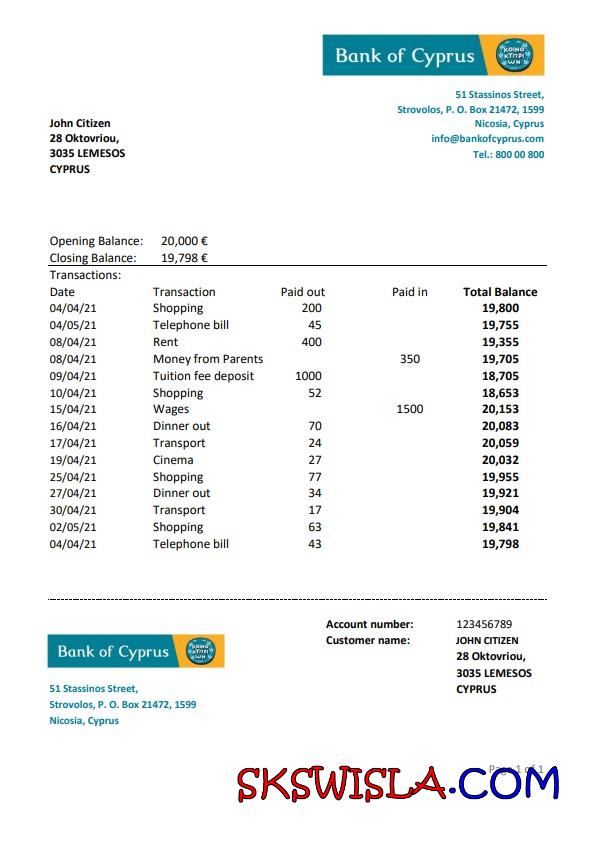 Bank of Cyprus
ΚΟΙΝΟ
ΚΥΠΡΙ
ΩΝ
51 Stassinos Street,
Strovolos, P. O. Box 21472, 1599
Nicosia, Cyprus
info@bankofcyprus.com
Tel.: 800 00 800
John Citizen
28 Oktovriou,
3035 LEMESOS
CYPRUS
Opening Balance: 20,000 €
Closing Balance: 19,798 €
Transactions:
Date Transaction Paid out Paid in Total Balance
04/04/21 Shopping 200 19,800
04/05/21 Telephone bill 45 19,755
08/04/21 Rent 400 19,355
08/04/21 Money from Parents 350 19,705
09/04/21 Tuition fee deposit 1000 18,705
10/04/21 Shopping 52 18,653
15/04/21 Wages 1500 20,153
16/04/21 Dinner out 70 20,083
17/04/21 Transport 24 20,059
19/04/21 Cinema 27 20,032
25/04/21 Shopping 77 19,955
27/04/21 Dinner out 34 19,921
30/04/21 Transport 17 19,904
02/05/21 Shopping 63 19,841
04/04/21 Telephone bill 43 19,798
Account number: 123456789
Customer name: JOHN CITIZEN
28 Oktovriou,
3035 LEMESOS
CYPRUS
Bank of Cyprus
ΚΟΙΝΟ
ΚΥΠΡΙ
ΩΝ
51 Stassinos Street,
Strovolos, P. O. Box 21472, 1599
Nicosia, Cyprus
Page 1 of 1
SKSWISLA.COM